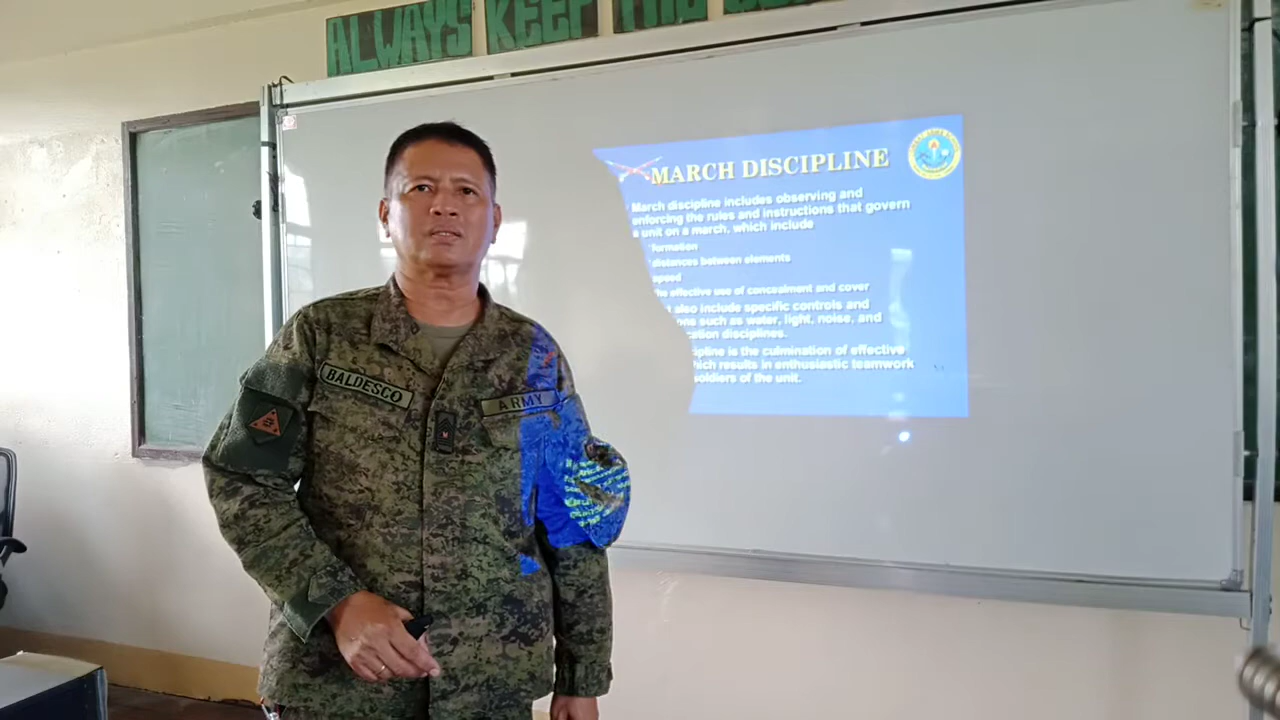 ALWAYS KEEP THE
MARCH DISCIPLINE
March discipline includes observing and
enforcing the rules and instructions that govern
a unit on a march, which include
formation
distances between elements
speed
the effective use of concealment and cover
also include specific controls and
such as water, light, noise, and
disciplines.
is the culmination of effective
which results in enthusiastic teamwork
soldiers of the unit.
BALDESCO
ARMY